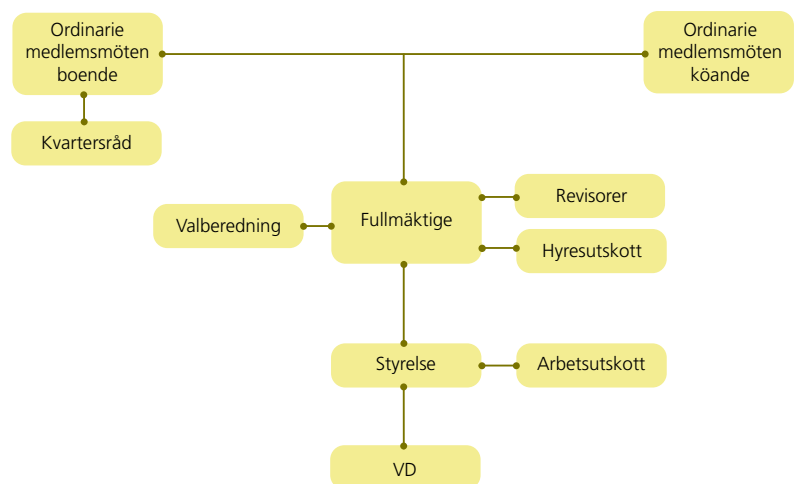 Ordinarie
medlemsmöten
boende
Ordinarie
medlemsmöten
köande
Kvartersråd
Revisorer
Valberedning
Fullmäktige
Hyresutskott
Styrelse
Arbetsutskott
VD